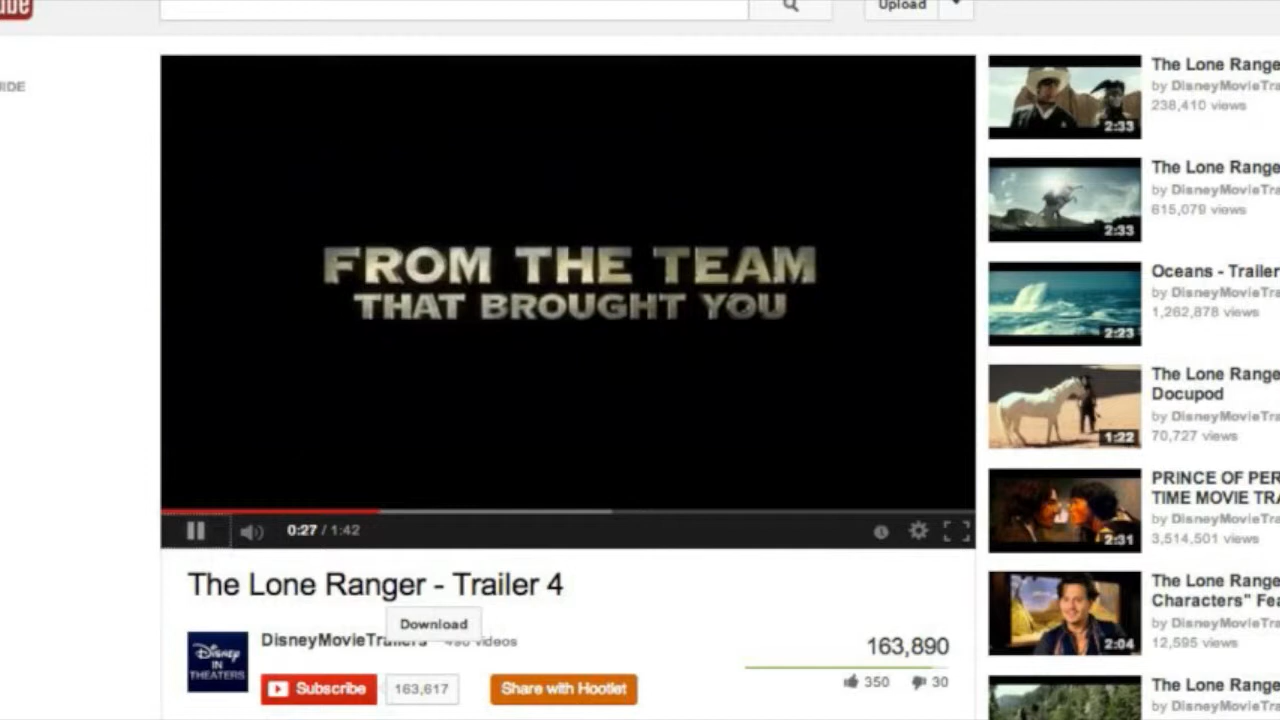 Upload
FROM THE TEAM
THAT BROUGHT YOU
0:27 / 1:42
The Lone Ranger - Trailer 4
Download
videos
Disney
IN
THEATERS
Subscribe
163,617
Share with Hootlet
163,890
350
30
The Lone Range
by DisneyMovieTra
238,410 views
2:33
The Lone Range
by DisneyMovieTra
615,079 views
2:33
Oceans - Trailer
by DisneyMovieTra
1,262,878 views
2:23
The Lone Range
Docupod
by DisneyMovieTra
70,727 views
1:22
PRINCE OF PER
TIME MOVIE TRA
by DisneyMovieTra
3,514,501 views
2:31
The Lone Range
Characters" Fea
by DisneyMovieTra
12,595 views
2:04
The Lone Range
by DisneyMovieTra